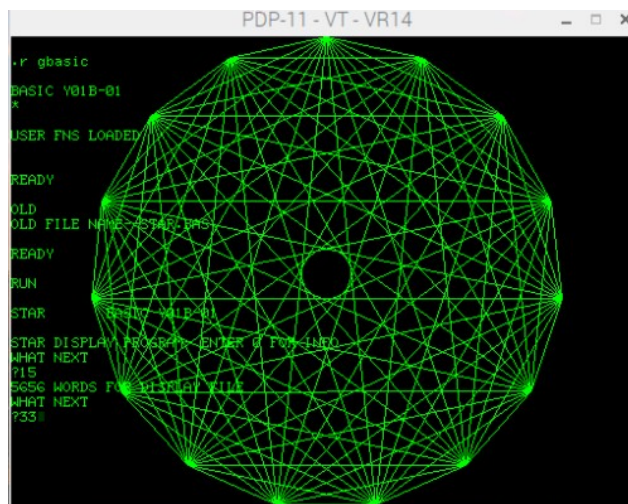 PDP-11 - VT - VR14
.r gbasic
BASIC V01B-01
*
USER FNS LOADED
READY
OLD
OLD FILE NAME--STAR.BAS
READY
RUN
STAR BASIC V01B-01
STAR DISPLAY PROGRAM- ENTER 0 FOR INFO
WHAT NEXT
?15
5656 WORDS FOR DISPLAY FILE
WHAT NEXT
?33